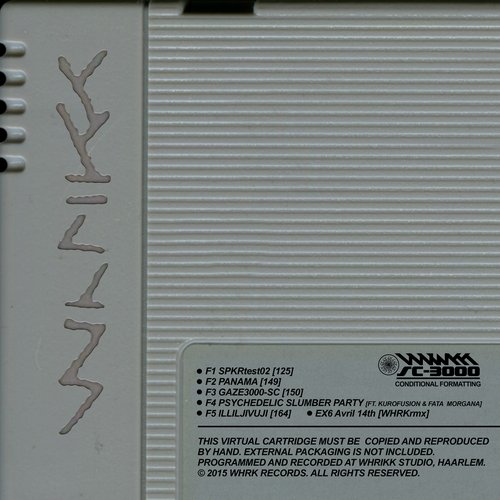 WHRIKK
WHRIKK
SC-3000
CONDITIONAL FORMATTING
F1 SPKRtest02 [125]
F2 PANAMA [149]
F3 GAZE3000-SC [150]
F4 PSYCHEDELIC SLUMBER PARTY [FT. KUROFUSION & FATA MORGANA]
F5 ILLILJIVUJI [164] • EX6 Avril 14th [WHRKrmx]
THIS VIRTUAL CARTRIDGE MUST BE COPIED AND REPRODUCED
BY HAND. EXTERNAL PACKAGING IS NOT INCLUDED.
PROGRAMMED AND RECORDED AT WHRIKK STUDIO, HAARLEM.
© 2015 WHRK RECORDS. ALL RIGHTS RESERVED.